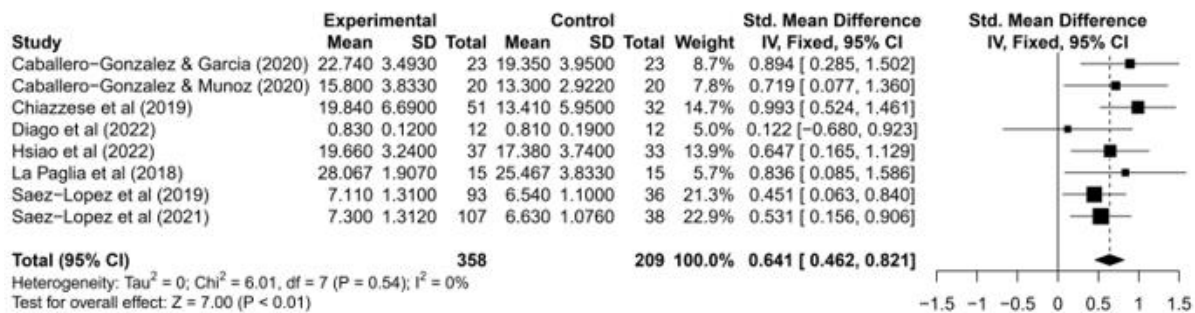 Experimental Control Std. Mean Difference Std. Mean Difference
Study Mean SD Total Mean SD Total Weight IV, Fixed, 95% CI IV, Fixed, 95% CI
Caballero−Gonzalez & Garcia (2020) 22.740 3.4930 23 19.350 3.9500 23 8.7% 0.894 [ 0.285, 1.502]
Caballero−Gonzalez & Munoz (2020) 15.800 3.8330 20 13.300 2.9220 20 7.8% 0.719 [ 0.077, 1.360]
Chiazzese et al (2019) 19.840 6.6900 51 13.410 5.9500 32 14.7% 0.993 [ 0.524, 1.461]
Diago et al (2022) 0.830 0.1200 12 0.810 0.1900 12 5.0% 0.122 [−0.680, 0.923]
Hsiao et al (2022) 19.660 3.2400 37 17.380 3.7400 33 13.9% 0.647 [ 0.165, 1.129]
La Paglia et al (2018) 28.067 1.9070 15 25.467 3.8330 15 5.7% 0.836 [ 0.085, 1.586]
Saez−Lopez et al (2019) 7.110 1.3100 93 6.540 1.1000 36 21.3% 0.451 [ 0.063, 0.840]
Saez−Lopez et al (2021) 7.300 1.3120 107 6.630 1.0760 38 22.9% 0.531 [ 0.156, 0.906]
Total (95% CI) 358 209 100.0% 0.641 [ 0.462, 0.821]
Heterogeneity: Tau² = 0; Chi² = 6.01, df = 7 (P = 0.54); I² = 0%
Test for overall effect: Z = 7.00 (P < 0.01)
−1.5 −1 −0.5 0 0.5 1 1.5